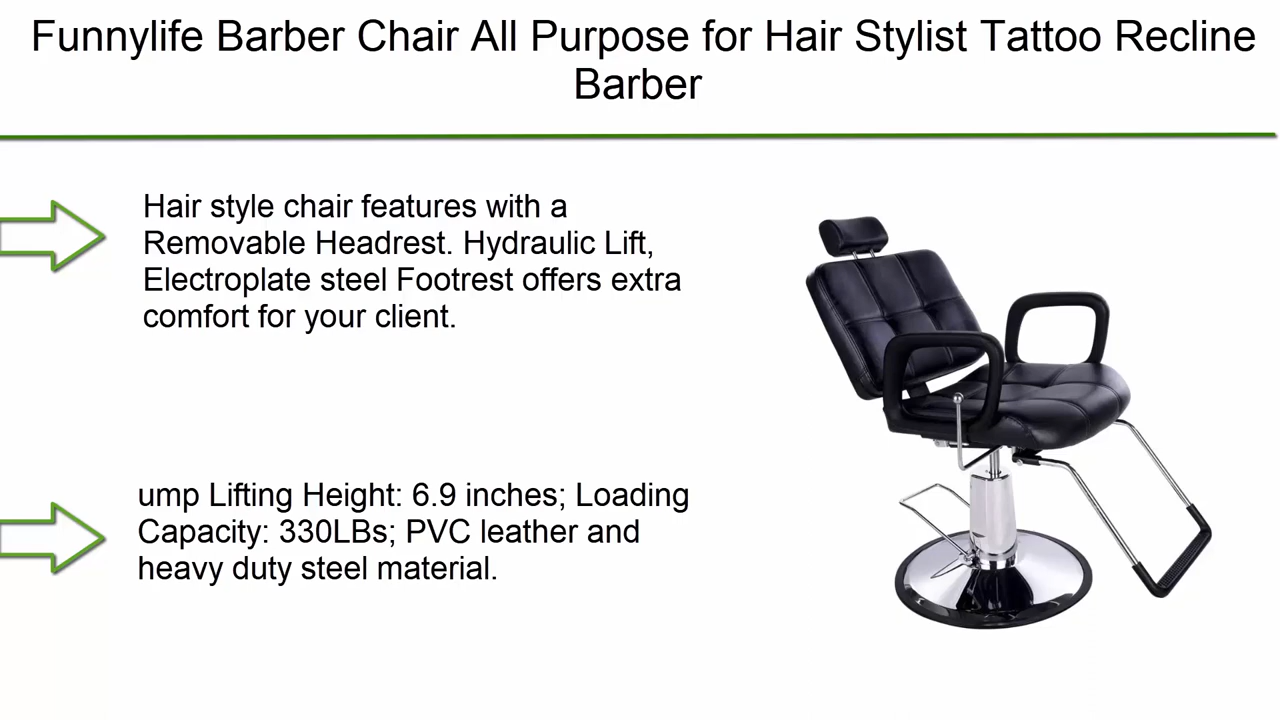 Funnylife Barber Chair All Purpose for Hair Stylist Tattoo Recline
Barber
Hair style chair features with a
Removable Headrest. Hydraulic Lift,
Electroplate steel Footrest offers extra
comfort for your client.
ump Lifting Height: 6.9 inches; Loading
Capacity: 330LBs; PVC leather and
heavy duty steel material.